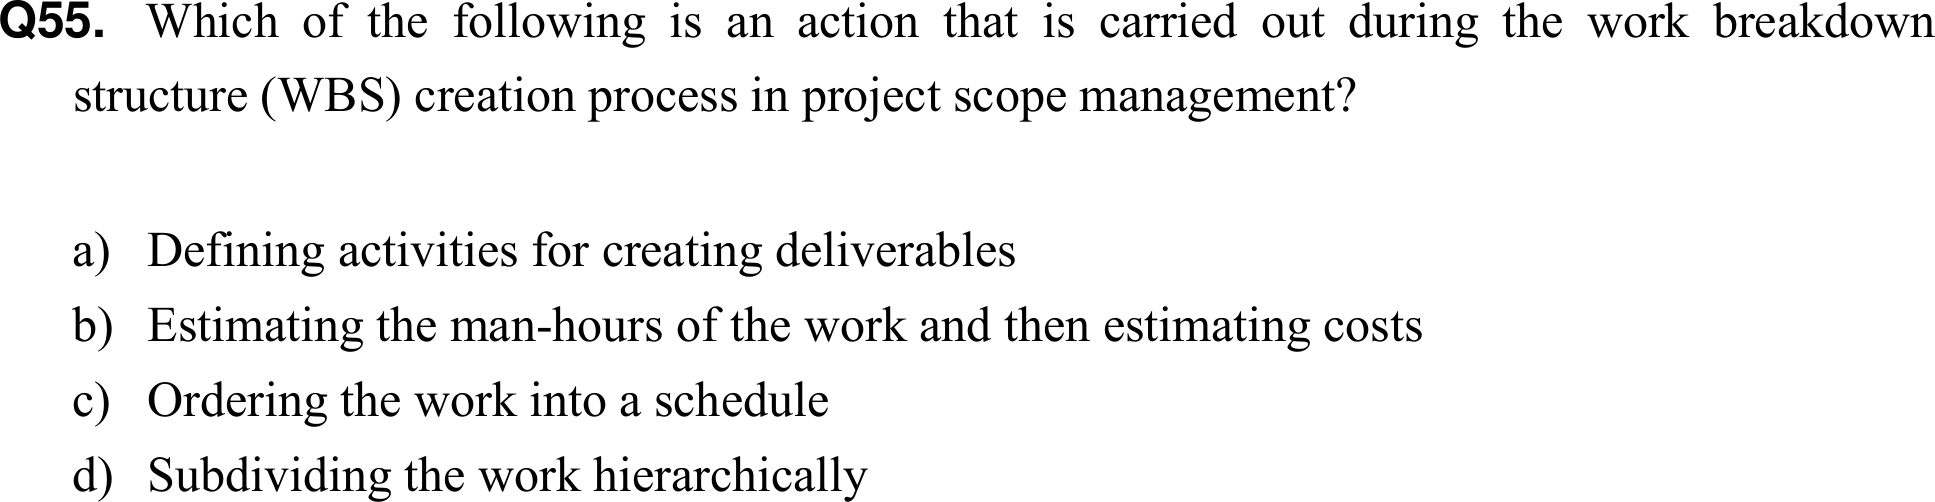 Q55. Which of the following is an action that is carried out during the work breakdown
structure (WBS) creation process in project scope management?
a) Defining activities for creating deliverables
b) Estimating the man-hours of the work and then estimating costs
c) Ordering the work into a schedule
d) Subdividing the work hierarchically